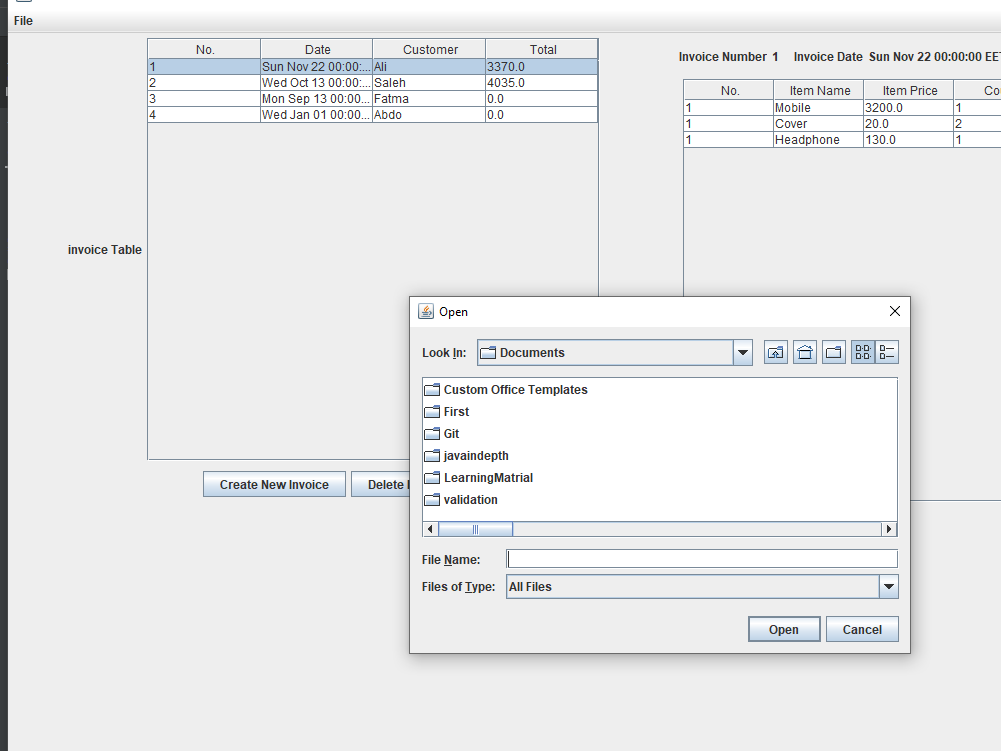 File
No. Date Customer Total
1 Sun Nov 22 00:00:... Ali 3370.0
2 Wed Oct 13 00:00... Saleh 4035.0
3 Mon Sep 13 00:00... Fatma 0.0
4 Wed Jan 01 00:00... Abdo 0.0
invoice Table
Create New Invoice Delete
Invoice Number 1 Invoice Date Sun Nov 22 00:00:00 EE
No. Item Name Item Price Co
1 Mobile 3200.0 1
1 Cover 20.0 2
1 Headphone 130.0 1
Open
Look In: Documents
Custom Office Templates
First
Git
javaindepth
LearningMatrial
validation
File Name:
Files of Type: All Files
Open Cancel